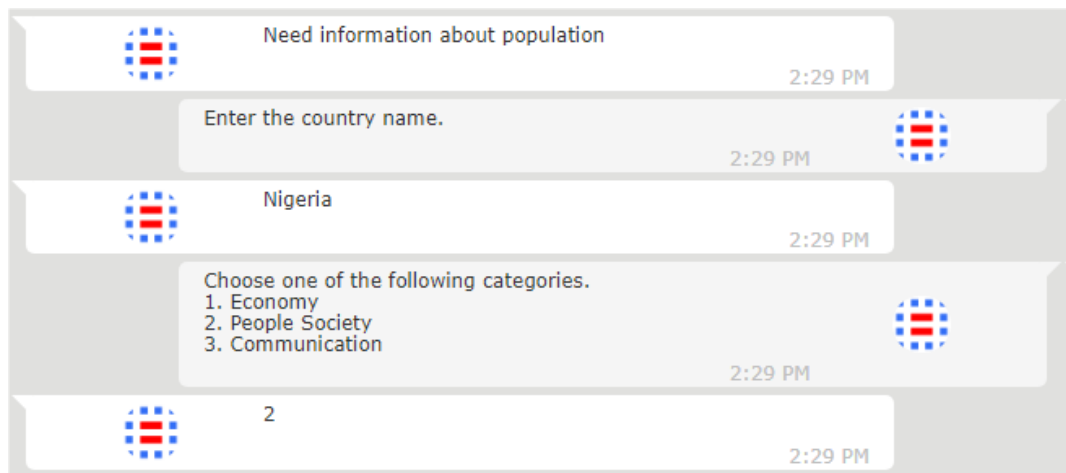 Need information about population
2:29 PM
Enter the country name.
2:29 PM
Nigeria
2:29 PM
Choose one of the following categories.
1. Economy
2. People Society
3. Communication
2:29 PM
2
2:29 PM